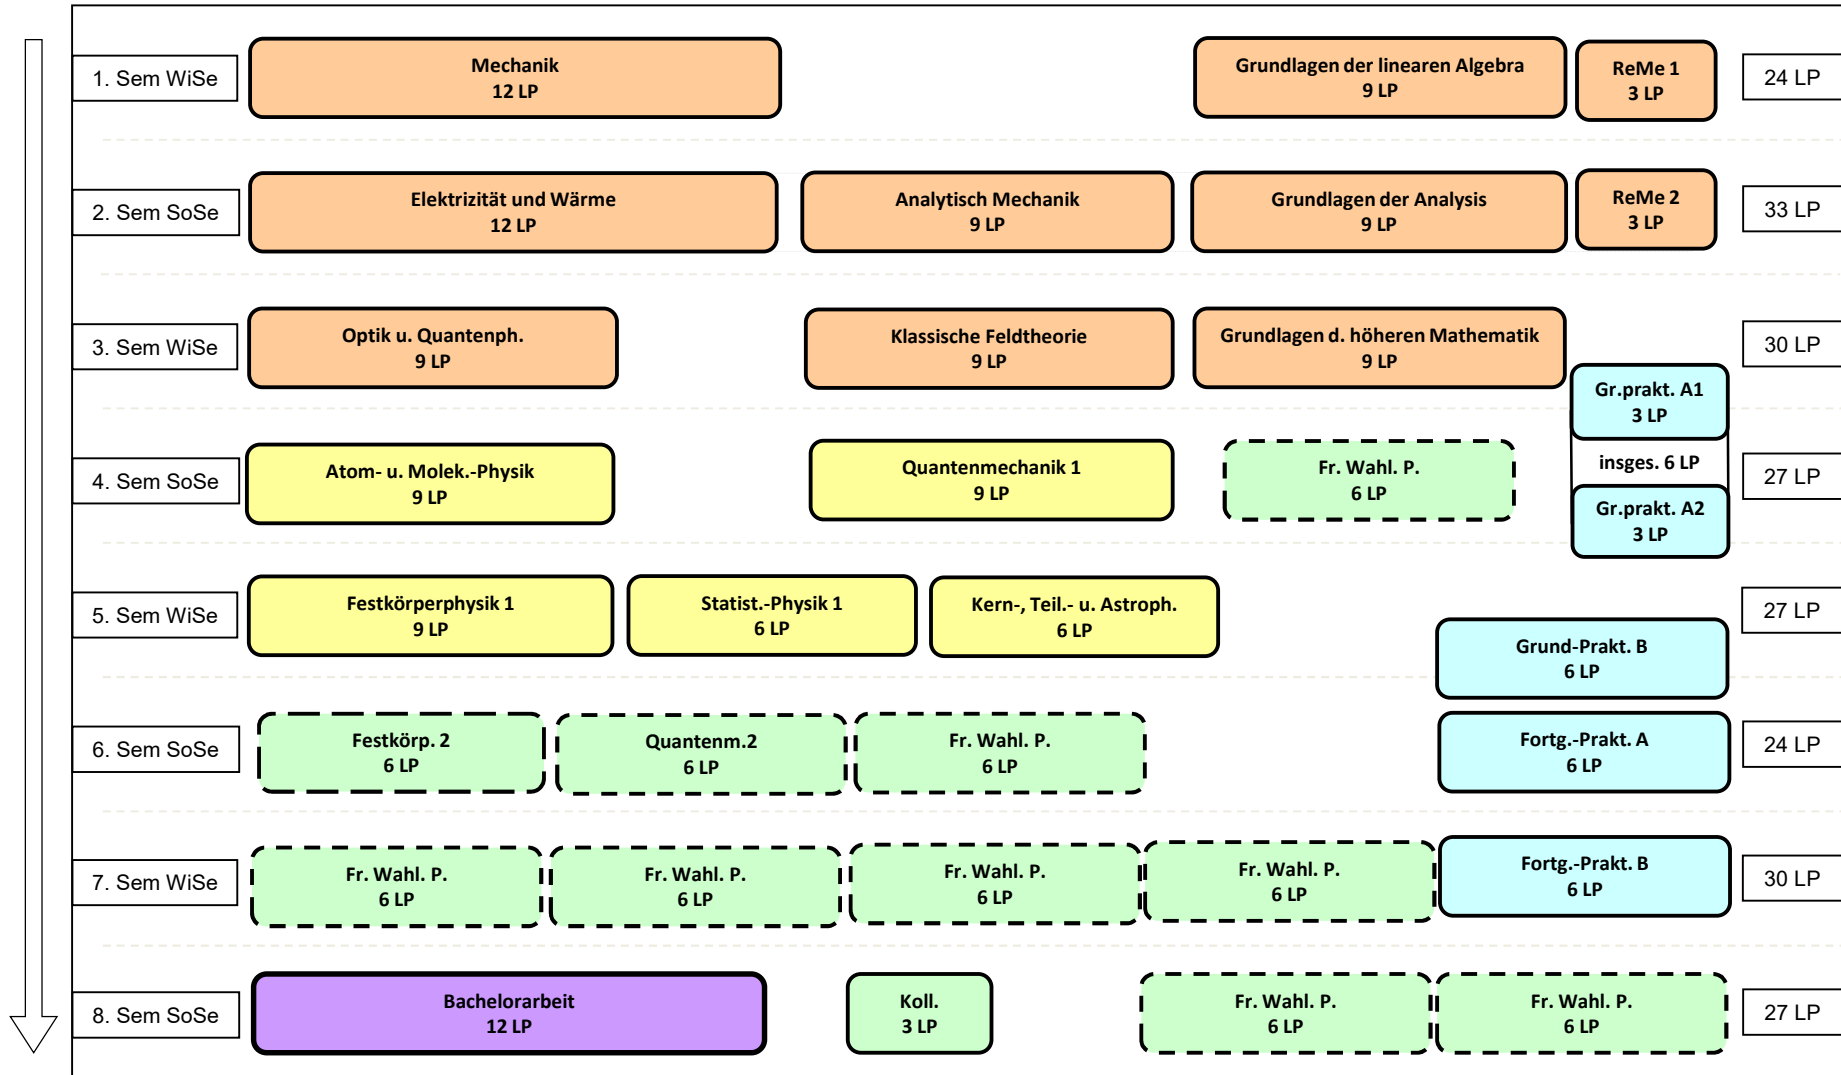 1. Sem WiSe
Mechanik
12 LP
Grundlagen der linearen Algebra
9 LP
ReMe 1
3 LP
24 LP
2. Sem SoSe
Elektrizität und Wärme
12 LP
Analytisch Mechanik
9 LP
Grundlagen der Analysis
9 LP
ReMe 2
3 LP
33 LP
3. Sem WiSe
Optik u. Quantenph.
9 LP
Klassische Feldtheorie
9 LP
Grundlagen d. höheren Mathematik
9 LP
30 LP
Gr.prakt. A1
3 LP
4. Sem SoSe
Atom- u. Molek.-Physik
9 LP
Quantenmechanik 1
9 LP
Fr. Wahl. P.
6 LP
insges. 6 LP
Gr.prakt. A2
3 LP
27 LP
5. Sem WiSe
Festkörperphysik 1
9 LP
Statist.-Physik 1
6 LP
Kern-, Teil.- u. Astroph.
6 LP
27 LP
Grund-Prakt. B
6 LP
6. Sem SoSe
Festkörp. 2
6 LP
Quantenm.2
6 LP
Fr. Wahl. P.
6 LP
Fortg.-Prakt. A
6 LP
24 LP
7. Sem WiSe
Fr. Wahl. P.
6 LP
Fr. Wahl. P.
6 LP
Fr. Wahl. P.
6 LP
Fr. Wahl. P.
6 LP
Fortg.-Prakt. B
6 LP
30 LP
8. Sem SoSe
Bachelorarbeit
12 LP
Koll.
3 LP
Fr. Wahl. P.
6 LP
Fr. Wahl. P.
6 LP
27 LP